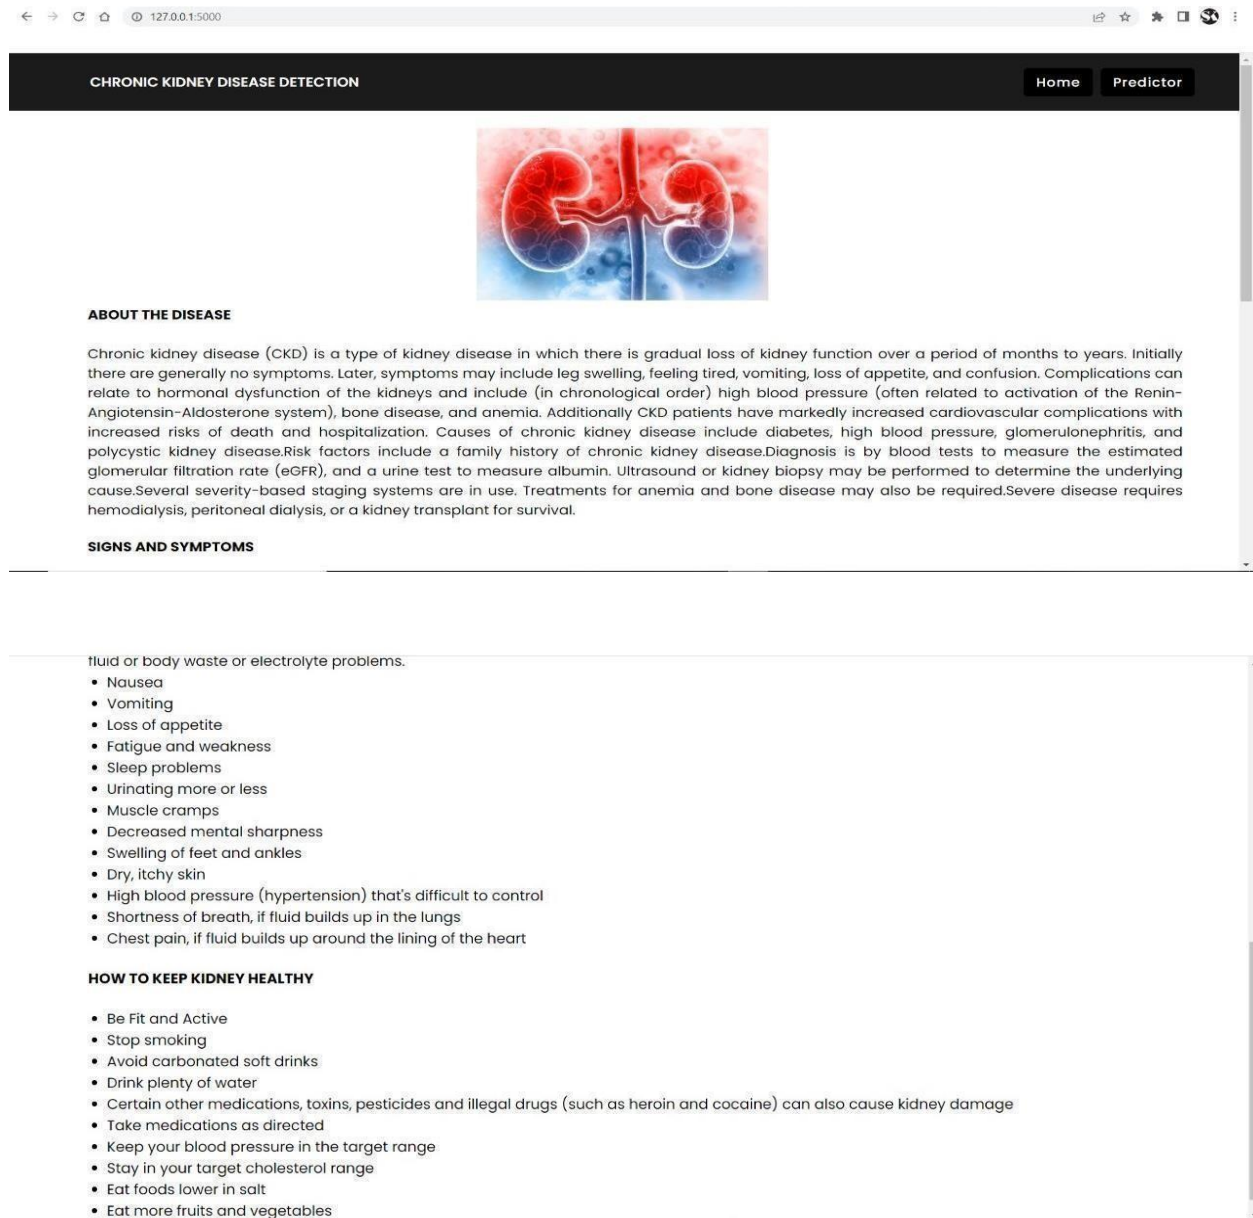 127.0.0.1:5000
CHRONIC KIDNEY DISEASE DETECTION
Home
Predictor
ABOUT THE DISEASE
Chronic kidney disease (CKD) is a type of kidney disease in which there is gradual loss of kidney function over a period of months to years. Initially
there are generally no symptoms. Later, symptoms may include leg swelling, feeling tired, vomiting, loss of appetite, and confusion. Complications can
relate to hormonal dysfunction of the kidneys and include (in chronological order) high blood pressure (often related to activation of the Renin-
Angiotensin-Aldosterone system), bone disease, and anemia. Additionally CKD patients have markedly increased cardiovascular complications with
increased risks of death and hospitalization. Causes of chronic kidney disease include diabetes, high blood pressure, glomerulonephritis, and
polycystic kidney disease.Risk factors include a family history of chronic kidney disease.Diagnosis is by blood tests to measure the estimated
glomerular filtration rate (eGFR), and a urine test to measure albumin. Ultrasound or kidney biopsy may be performed to determine the underlying
cause.Several severity-based staging systems are in use. Treatments for anemia and bone disease may also be required.Severe disease requires
hemodialysis, peritoneal dialysis, or a kidney transplant for survival.
SIGNS AND SYMPTOMS
fluid or body waste or electrolyte problems.
• Nausea
• Vomiting
• Loss of appetite
• Fatigue and weakness
• Sleep problems
• Urinating more or less
• Muscle cramps
• Decreased mental sharpness
• Swelling of feet and ankles
• Dry, itchy skin
• High blood pressure (hypertension) that's difficult to control
• Shortness of breath, if fluid builds up in the lungs
• Chest pain, if fluid builds up around the lining of the heart
HOW TO KEEP KIDNEY HEALTHY
• Be Fit and Active
• Stop smoking
• Avoid carbonated soft drinks
• Drink plenty of water
• Certain other medications, toxins, pesticides and illegal drugs (such as heroin and cocaine) can also cause kidney damage
• Take medications as directed
• Keep your blood pressure in the target range
• Stay in your target cholesterol range
• Eat foods lower in salt
• Eat more fruits and vegetables